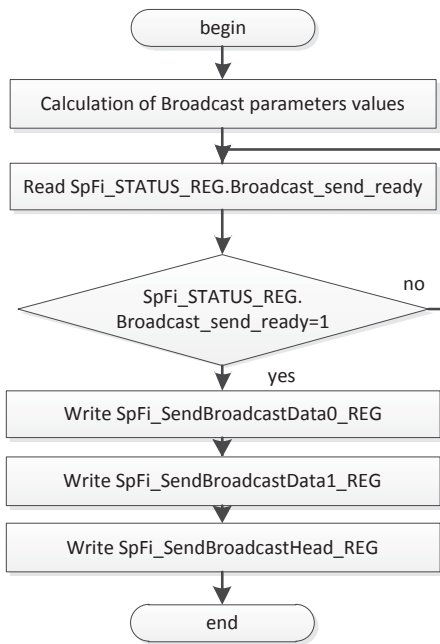 begin
Calculation of Broadcast parameters values
Read SpFi_STATUS_REG.Broadcast_send_ready
SpFi_STATUS_REG.
Broadcast_send_ready=1
no
yes
Write SpFi_SendBroadcastData0_REG
Write SpFi_SendBroadcastData1_REG
Write SpFi_SendBroadcastHead_REG
end